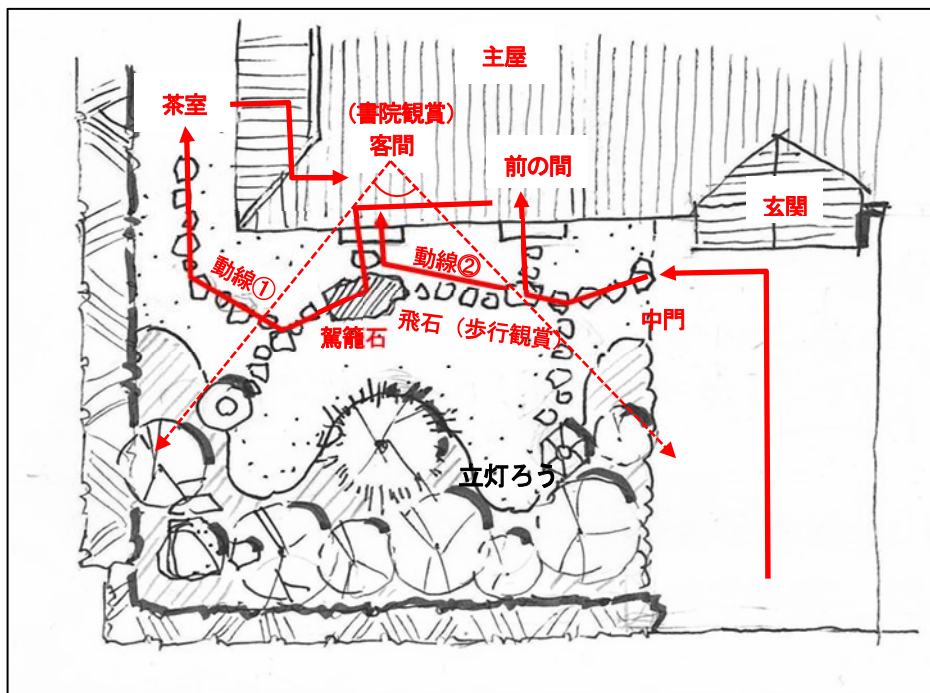 主屋
茶室
（書院観賞）
客間
前の間
玄関
動線①
動線②
駕籠石
飛石（歩行観賞）
中門
立灯ろう